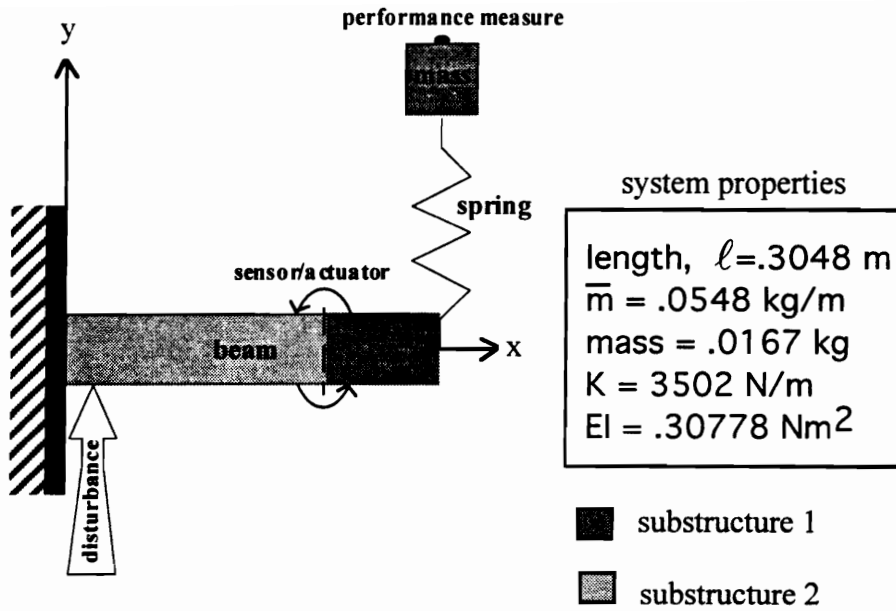 performance measure
y
mass
spring
sensor/actuator
beam
x
disturbance
system properties
length, ℓ=.3048 m
m̅ = .0548 kg/m
mass = .0167 kg
K = 3502 N/m
EI = .30778 Nm²
substructure 1
substructure 2